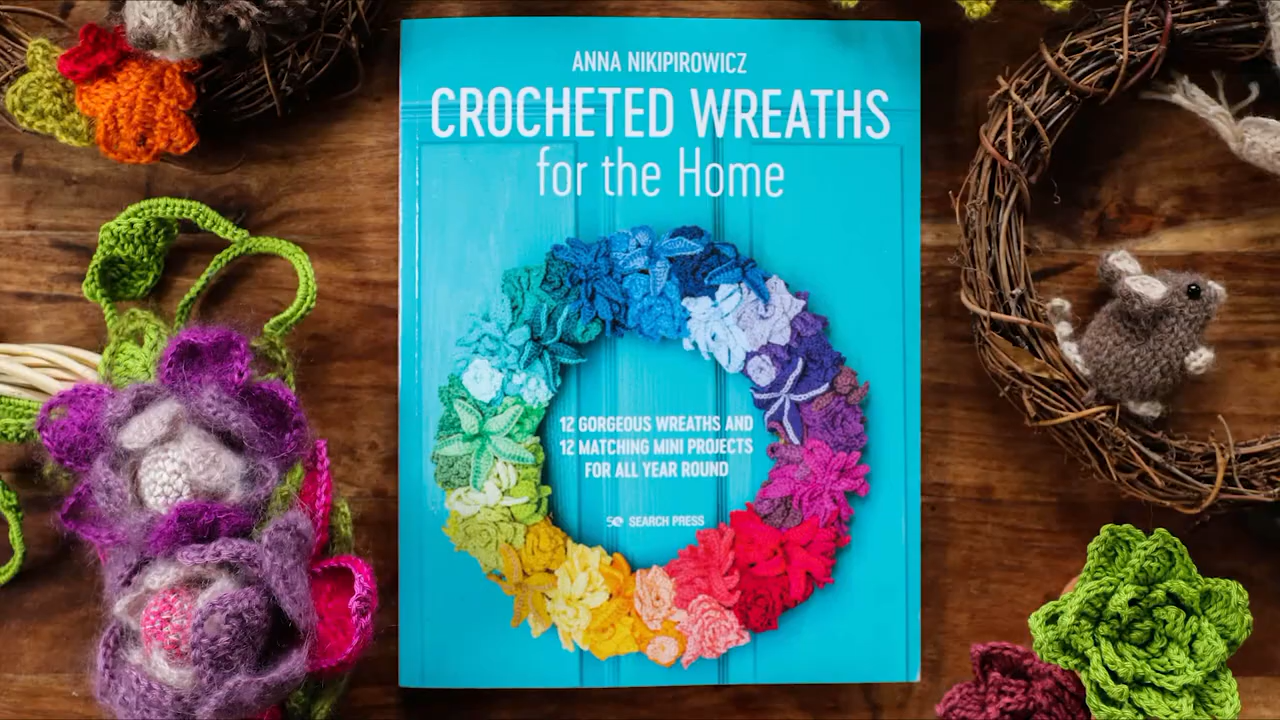 ANNA NIKIPIROWICZ
CROCHETED WREATHS
for the Home
12 GORGEOUS WREATHS AND
12 MATCHING MINI PROJECTS
FOR ALL YEAR ROUND
SEARCH PRESS